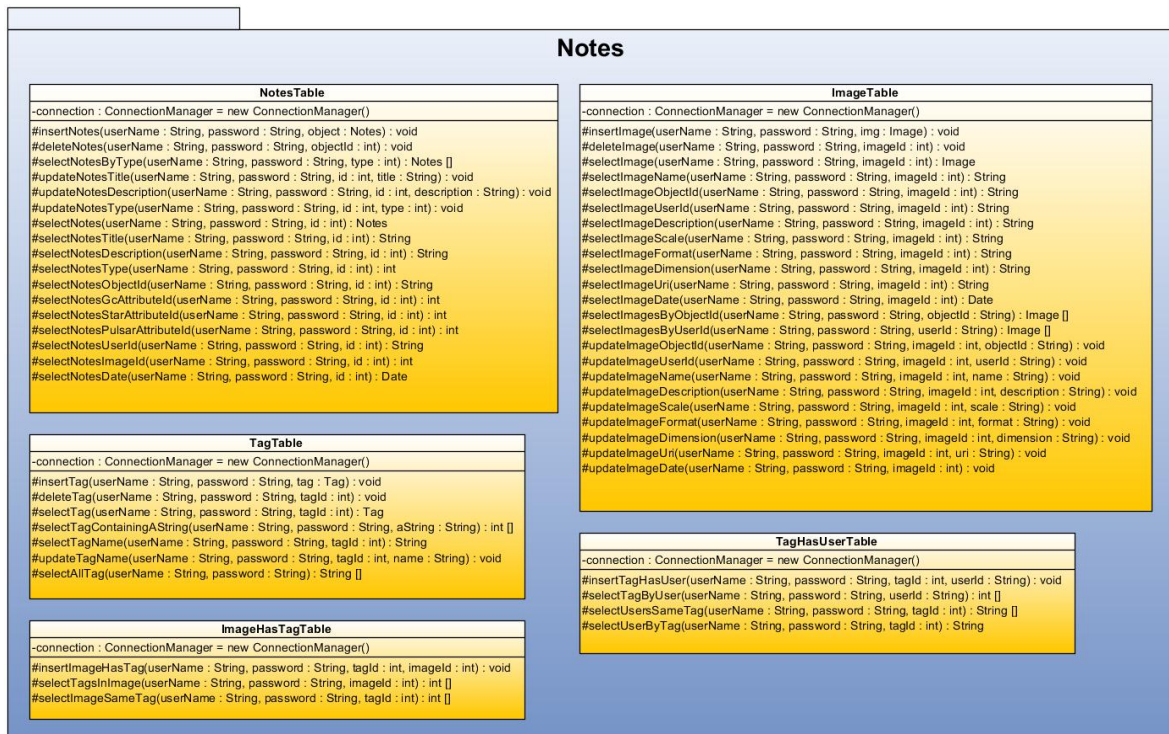 Notes
NotesTable
-connection : ConnectionManager = new ConnectionManager()
#insertNotes(userName : String, password : String, object : Notes) : void
#deleteNotes(userName : String, password : String, objectId : int) : void
#selectNotesByType(userName : String, password : String, type : int) : Notes []
#updateNotesTitle(userName : String, password : String, id : int, title : String) : void
#updateNotesDescription(userName : String, password : String, id : int, description : String) : void
#updateNotesType(userName : String, password : String, id : int, type : int) : void
#selectNotes(userName : String, password : String, id : int) : Notes
#selectNotesTitle(userName : String, password : String, id : int) : String
#selectNotesDescription(userName : String, password : String, id : int) : String
#selectNotesType(userName : String, password : String, id : int) : int
#selectNotesObjectId(userName : String, password : String, id : int) : String
#selectNotesGcAttributeId(userName : String, password : String, id : int) : int
#selectNotesStarAttributeId(userName : String, password : String, id : int) : int
#selectNotesPulsarAttributeId(userName : String, password : String, id : int) : int
#selectNotesUserId(userName : String, password : String, id : int) : String
#selectNotesImageId(userName : String, password : String, id : int) : int
#selectNotesDate(userName : String, password : String, id : int) : Date
ImageTable
-connection : ConnectionManager = new ConnectionManager()
#insertImage(userName : String, password : String, img : Image) : void
#deleteImage(userName : String, password : String, imageId : int) : void
#selectImage(userName : String, password : String, imageId : int) : Image
#selectImageName(userName : String, password : String, imageId : int) : String
#selectImageObjectId(userName : String, password : String, imageId : int) : String
#selectImageUserId(userName : String, password : String, imageId : int) : String
#selectImageDescription(userName : String, password : String, imageId : int) : String
#selectImageScale(userName : String, password : String, imageId : int) : String
#selectImageFormat(userName : String, password : String, imageId : int) : String
#selectImageDimension(userName : String, password : String, imageId : int) : String
#selectImageUri(userName : String, password : String, imageId : int) : String
#selectImageDate(userName : String, password : String, imageId : int) : Date
#selectImagesByObjectId(userName : String, password : String, objectId : String) : Image []
#selectImagesByUserId(userName : String, password : String, userId : String) : Image []
#updateImageObjectId(userName : String, password : String, imageId : int, objectId : String) : void
#updateImageUserId(userName : String, password : String, imageId : int, userId : String) : void
#updateImageName(userName : String, password : String, imageId : int, name : String) : void
#updateImageDescription(userName : String, password : String, imageId : int, description : String) : void
#updateImageScale(userName : String, password : String, imageId : int, scale : String) : void
#updateImageFormat(userName : String, password : String, imageId : int, format : String) : void
#updateImageDimension(userName : String, password : String, imageId : int, dimension : String) : void
#updateImageUri(userName : String, password : String, imageId : int, uri : String) : void
#updateImageDate(userName : String, password : String, imageId : int) : void
TagTable
-connection : ConnectionManager = new ConnectionManager()
#insertTag(userName : String, password : String, tag : Tag) : void
#deleteTag(userName : String, password : String, tagId : int) : void
#selectTag(userName : String, password : String, tagId : int) : Tag
#selectTagContainingAString(userName : String, password : String, aString : String) : int []
#selectTagName(userName : String, password : String, tagId : int) : String
#updateTagName(userName : String, password : String, tagId : int, name : String) : void
#selectAllTag(userName : String, password : String) : String []
TagHasUserTable
-connection : ConnectionManager = new ConnectionManager()
#insertTagHasUser(userName : String, password : String, tagId : int, userId : String) : void
#selectTagByUser(userName : String, password : String, userId : String) : int []
#selectUsersSameTag(userName : String, password : String, tagId : int) : String []
#selectUserByTag(userName : String, password : String, tagId : int) : String
ImageHasTagTable
-connection : ConnectionManager = new ConnectionManager()
#insertImageHasTag(userName : String, password : String, tagId : int, imageId : int) : void
#selectTagsInImage(userName : String, password : String, imageId : int) : int []
#selectImageSameTag(userName : String, password : String, tagId : int) : int []